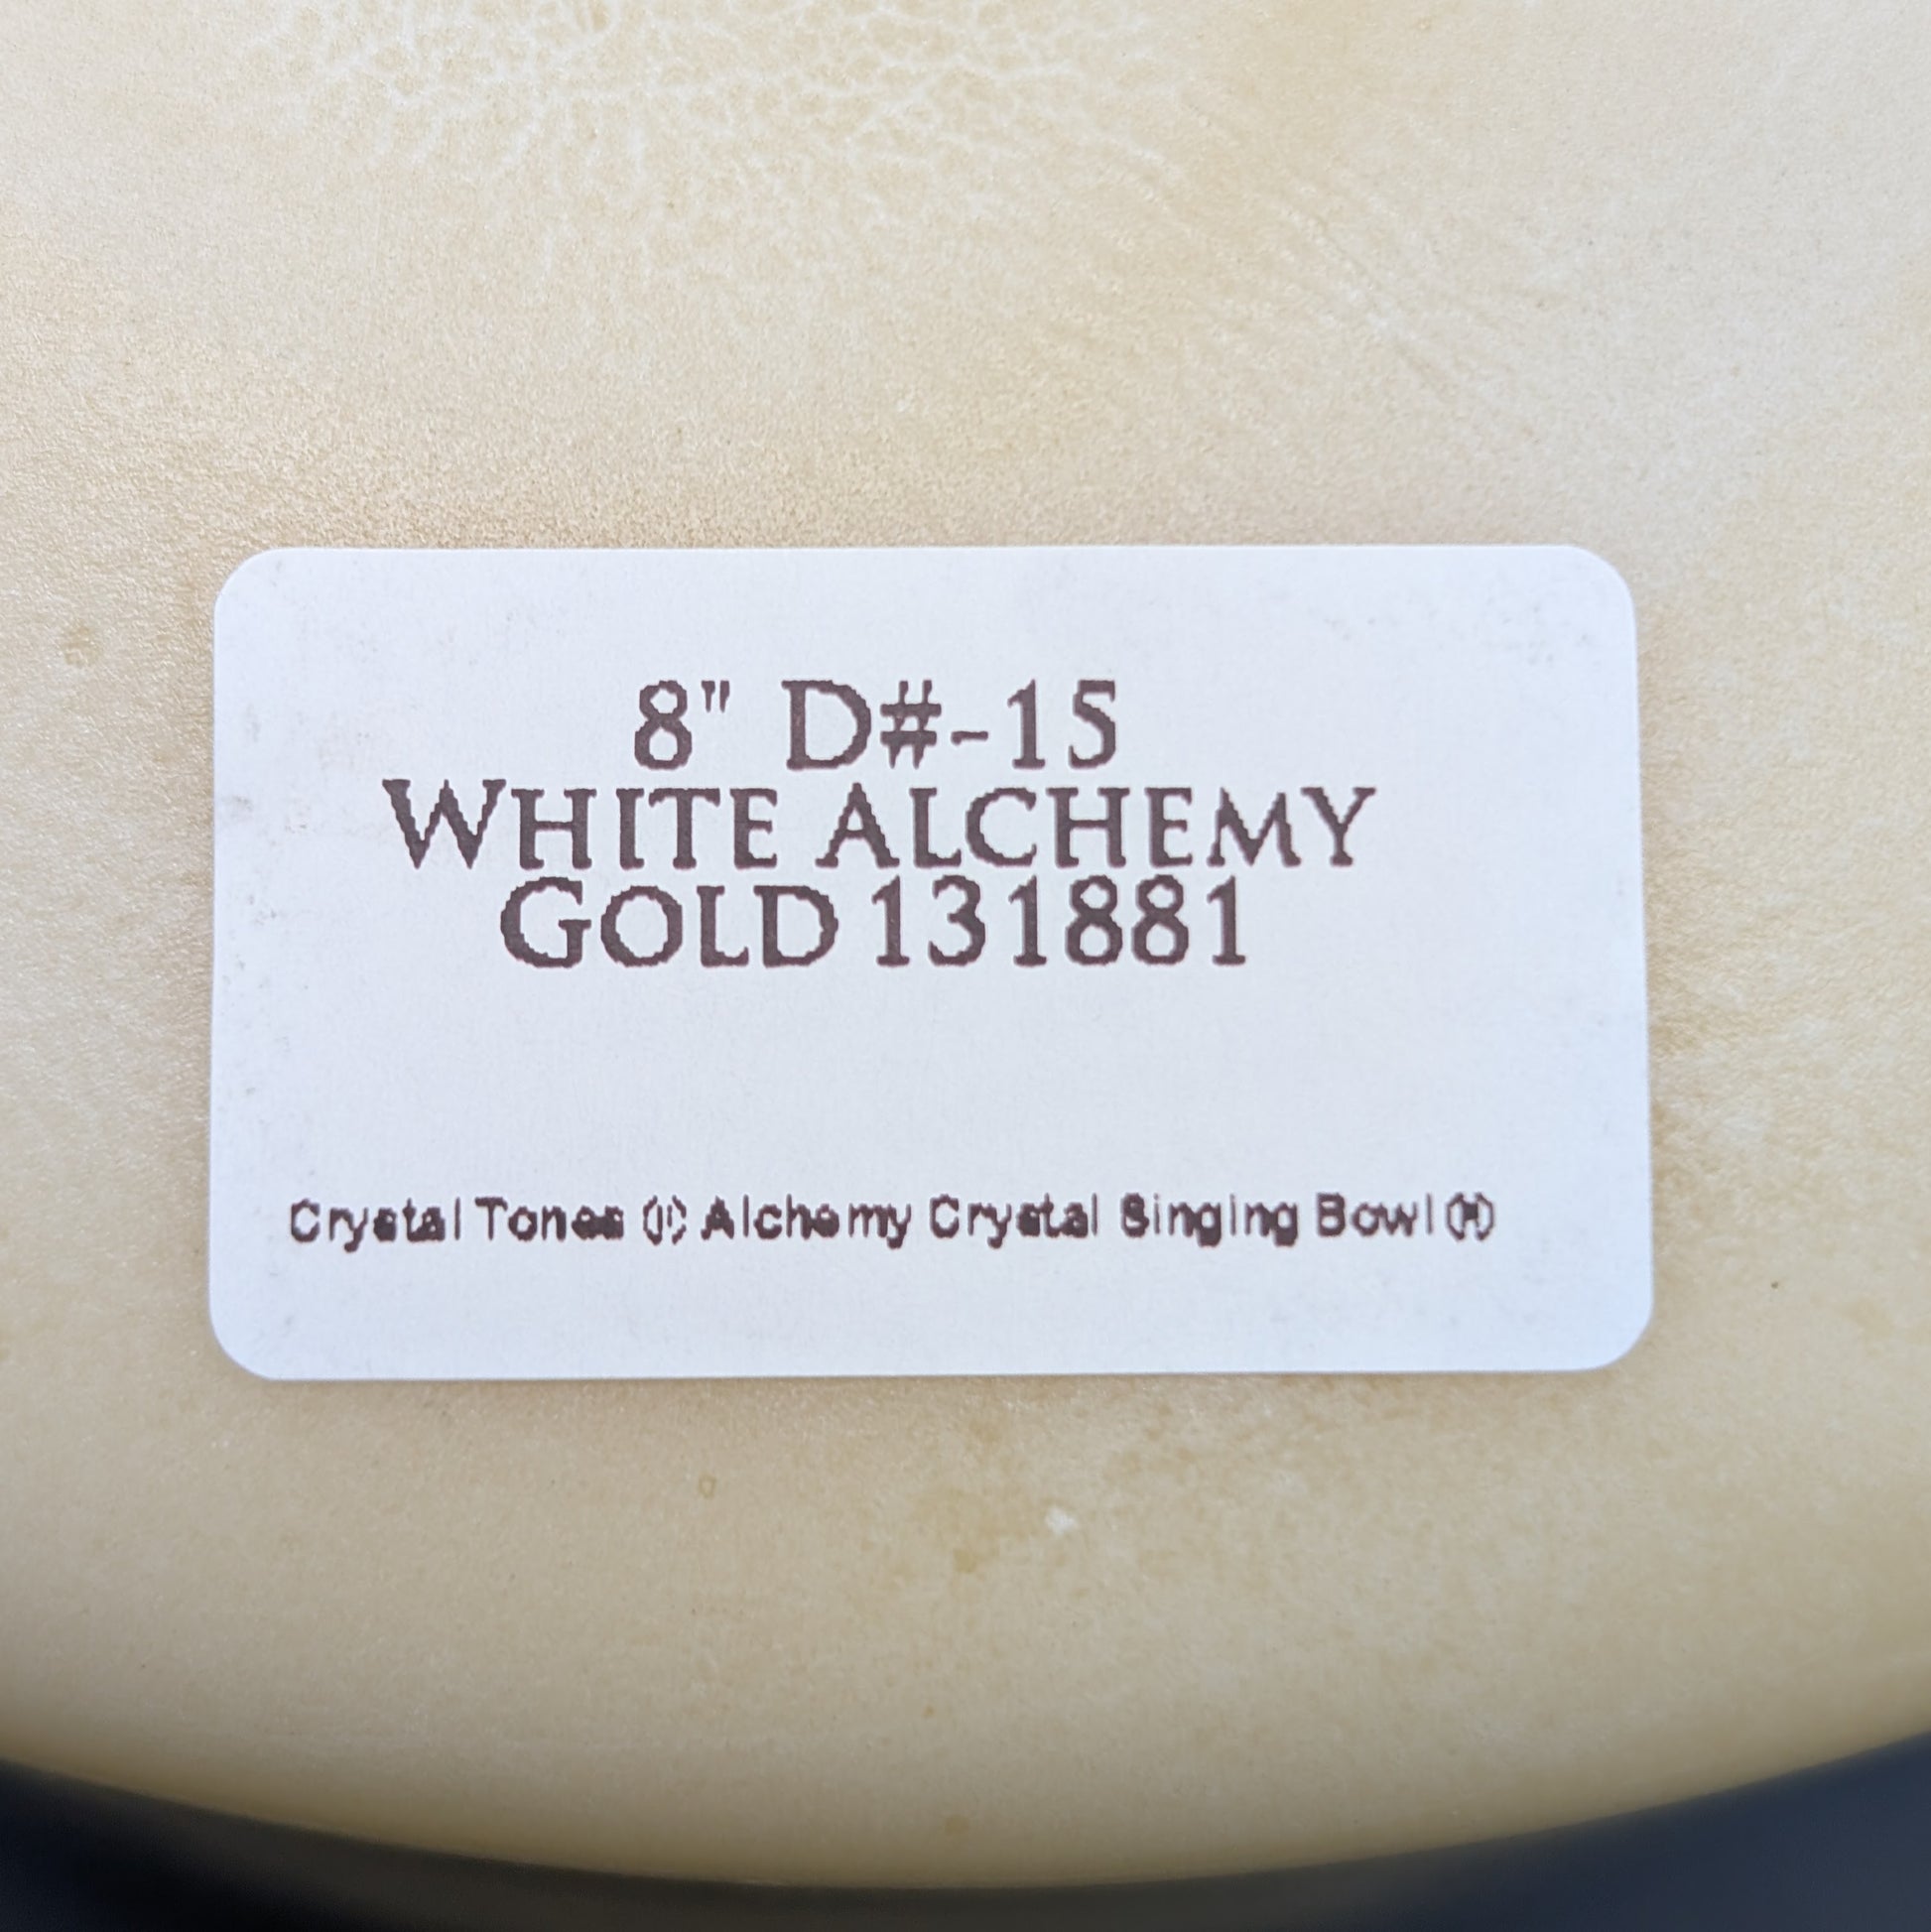 8" D#-15
WHITE ALCHEMY
GOLD 131881
Crystal Tones ® Alchemy Crystal Singing Bowl ®